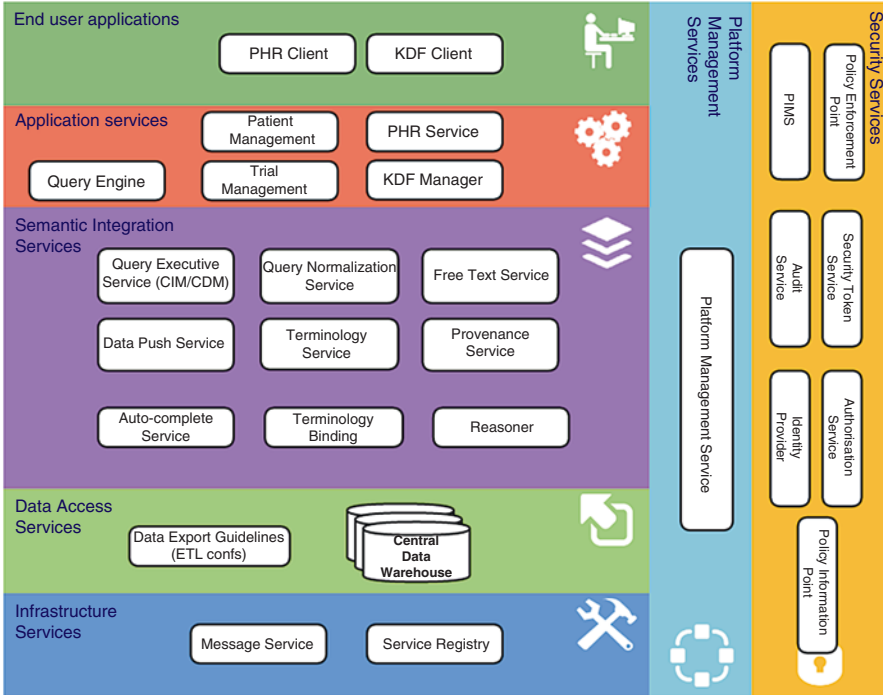 End user applications
PHR Client
KDF Client
Application services
Patient
Management
PHR Service
Query Engine
Trial
Management
KDF Manager
Semantic Integration
Services
Query Executive
Service (CIM/CDM)
Query Normalization
Service
Free Text Service
Data Push Service
Terminology
Service
Provenance
Service
Auto-complete
Service
Terminology
Binding
Reasoner
Data Access
Services
Data Export Guidelines
(ETL confs)
Central
Data
Warehouse
Infrastructure
Services
Message Service
Service Registry
Platform
Management
Services
Platform Management Service
Security Services
PIMS
Policy Enforcement
Point
Audit
Service
Security Token
Service
Identity
Provider
Authorisation
Service
Policy Information
Point